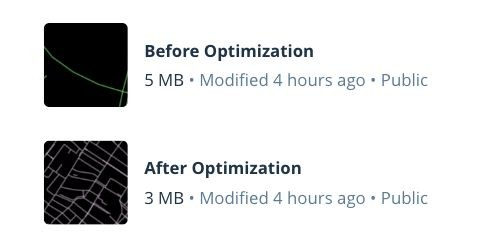 Before Optimization
5 MB • Modified 4 hours ago • Public
After Optimization
3 MB • Modified 4 hours ago • Public